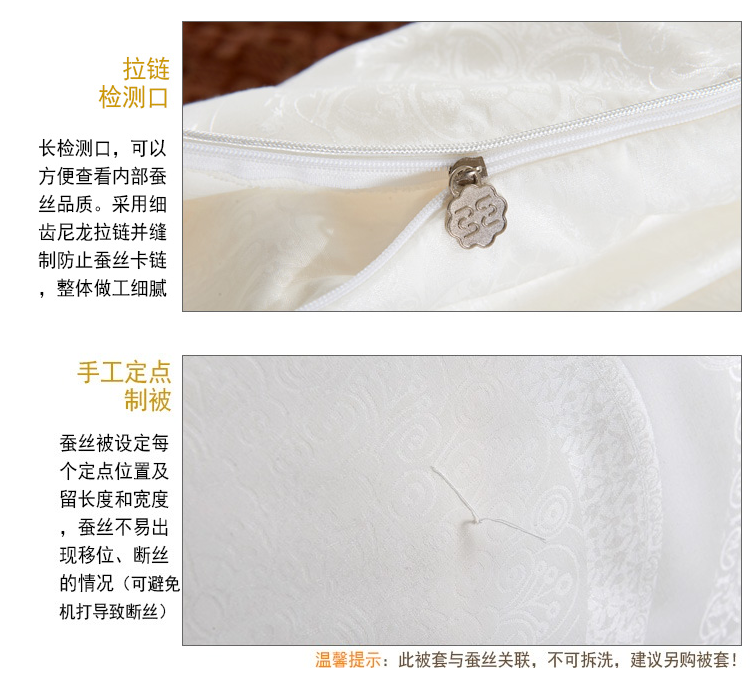 拉链
检测口
长检测口，可以
方便查看内部蚕
丝品质。采用细
齿尼龙拉链并缝
制防止蚕丝卡链
，整体做工细腻
手工定点
制被
蚕丝被设定每
个定点位置及
留长度和宽度
，蚕丝不易出
现移位、断丝
的情况（可避免
机打导致断丝）
温馨提示：此被套与蚕丝关联，不可拆洗，建议另购被套！